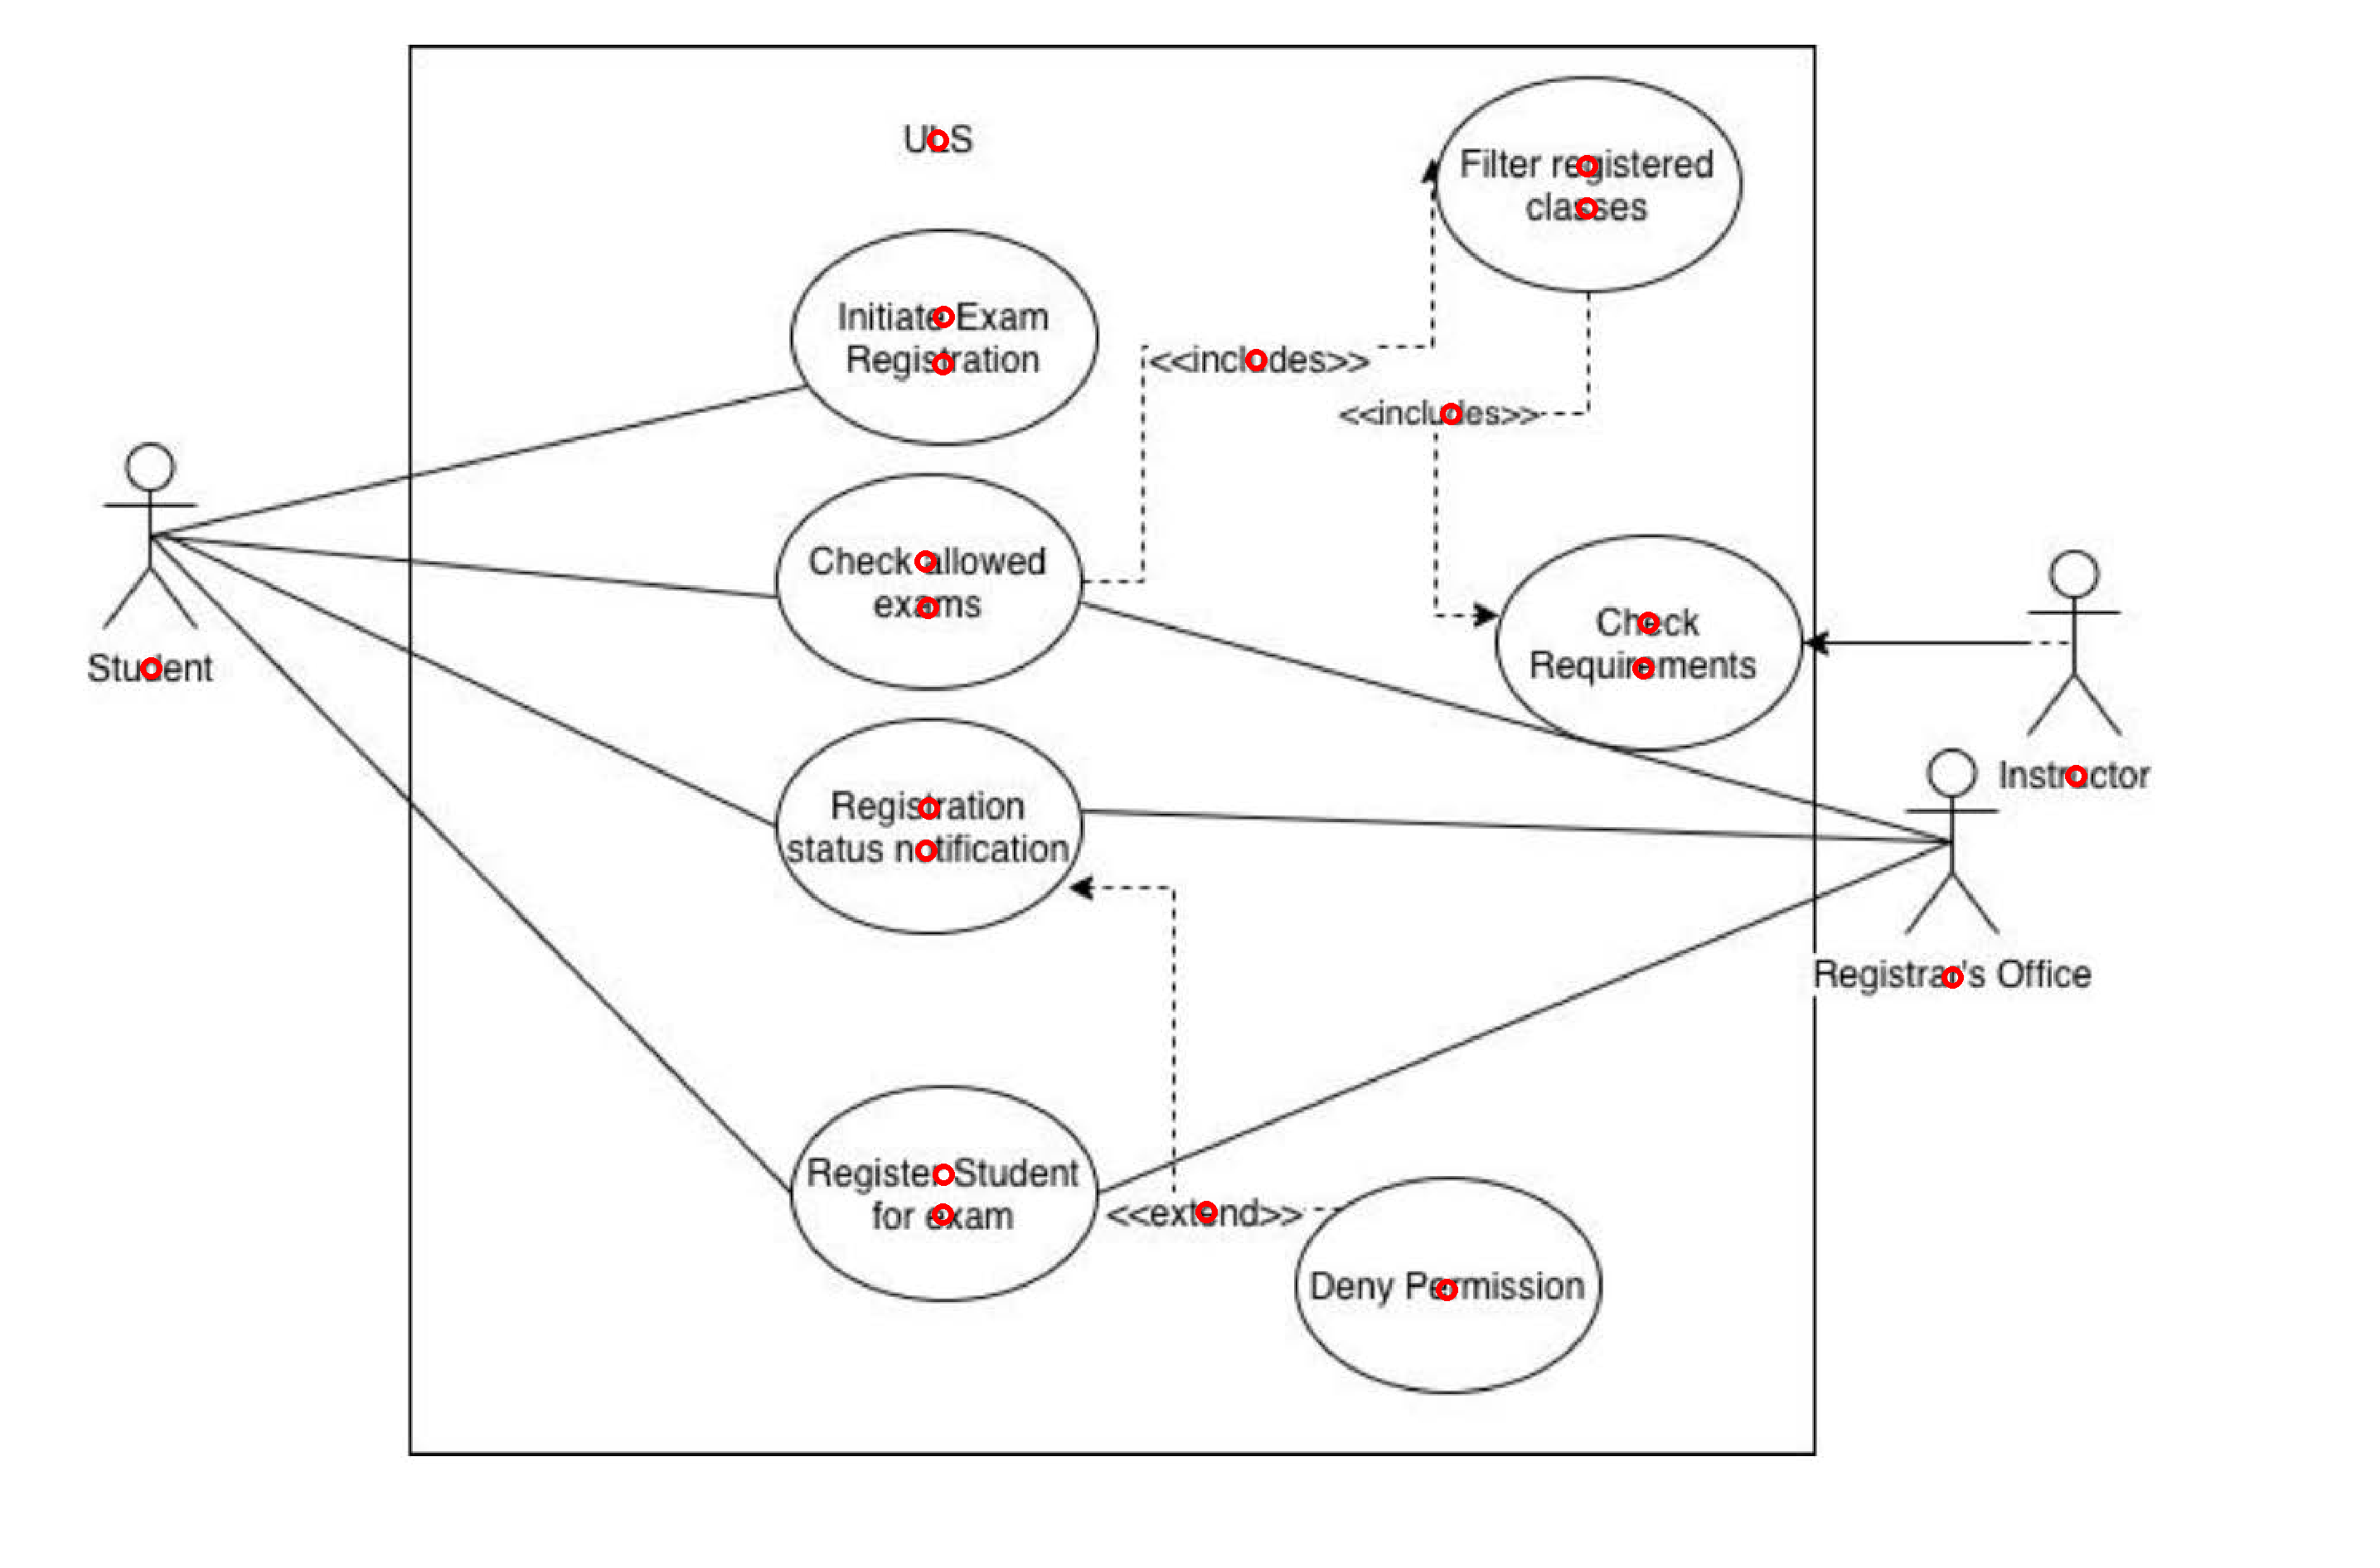 ULS
Filter registered
classes
Initiate Exam
Registration
<<includes>>
<<includes>>
Check allowed
exams
Check
Requirements
Student
Instructor
Registration
status notification
Registrar's Office
Register Student
for exam
<<extend>>
Deny Permission